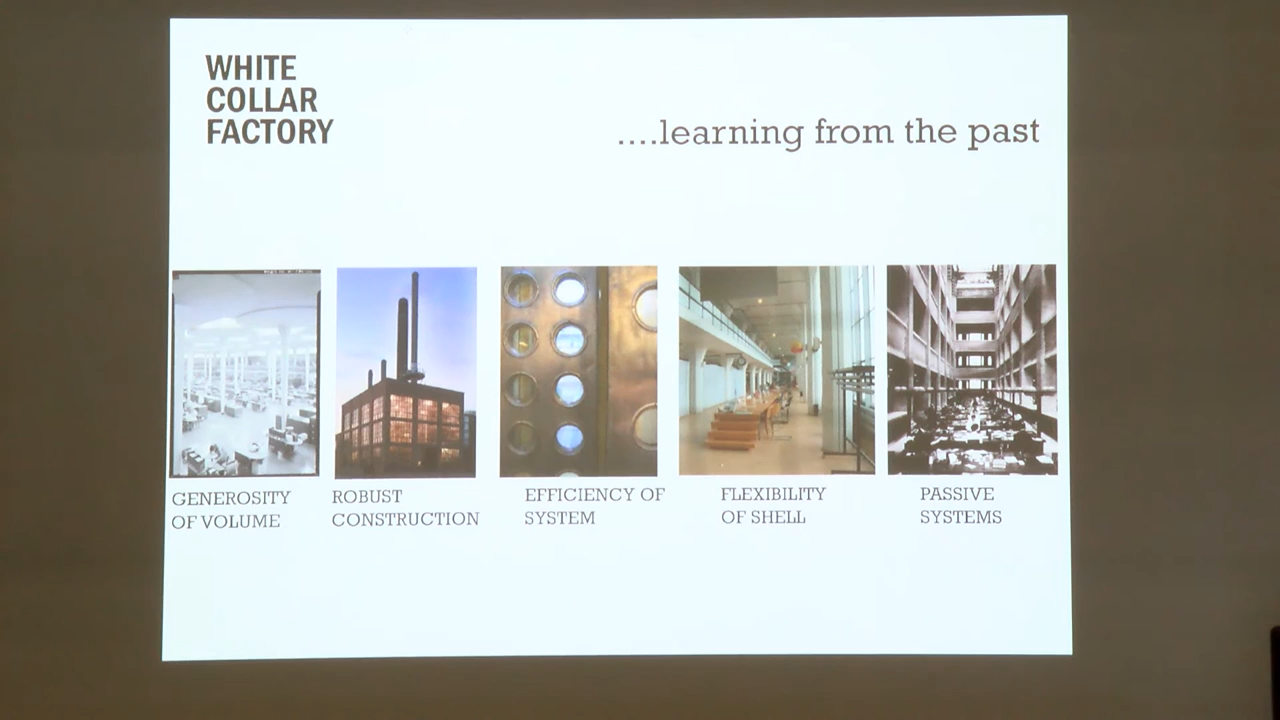 WHITE
COLLAR
FACTORY
....learning from the past
GENEROSITY
OF VOLUME
ROBUST
CONSTRUCTION
EFFICIENCY OF
SYSTEM
FLEXIBILITY
OF SHELL
PASSIVE
SYSTEMS